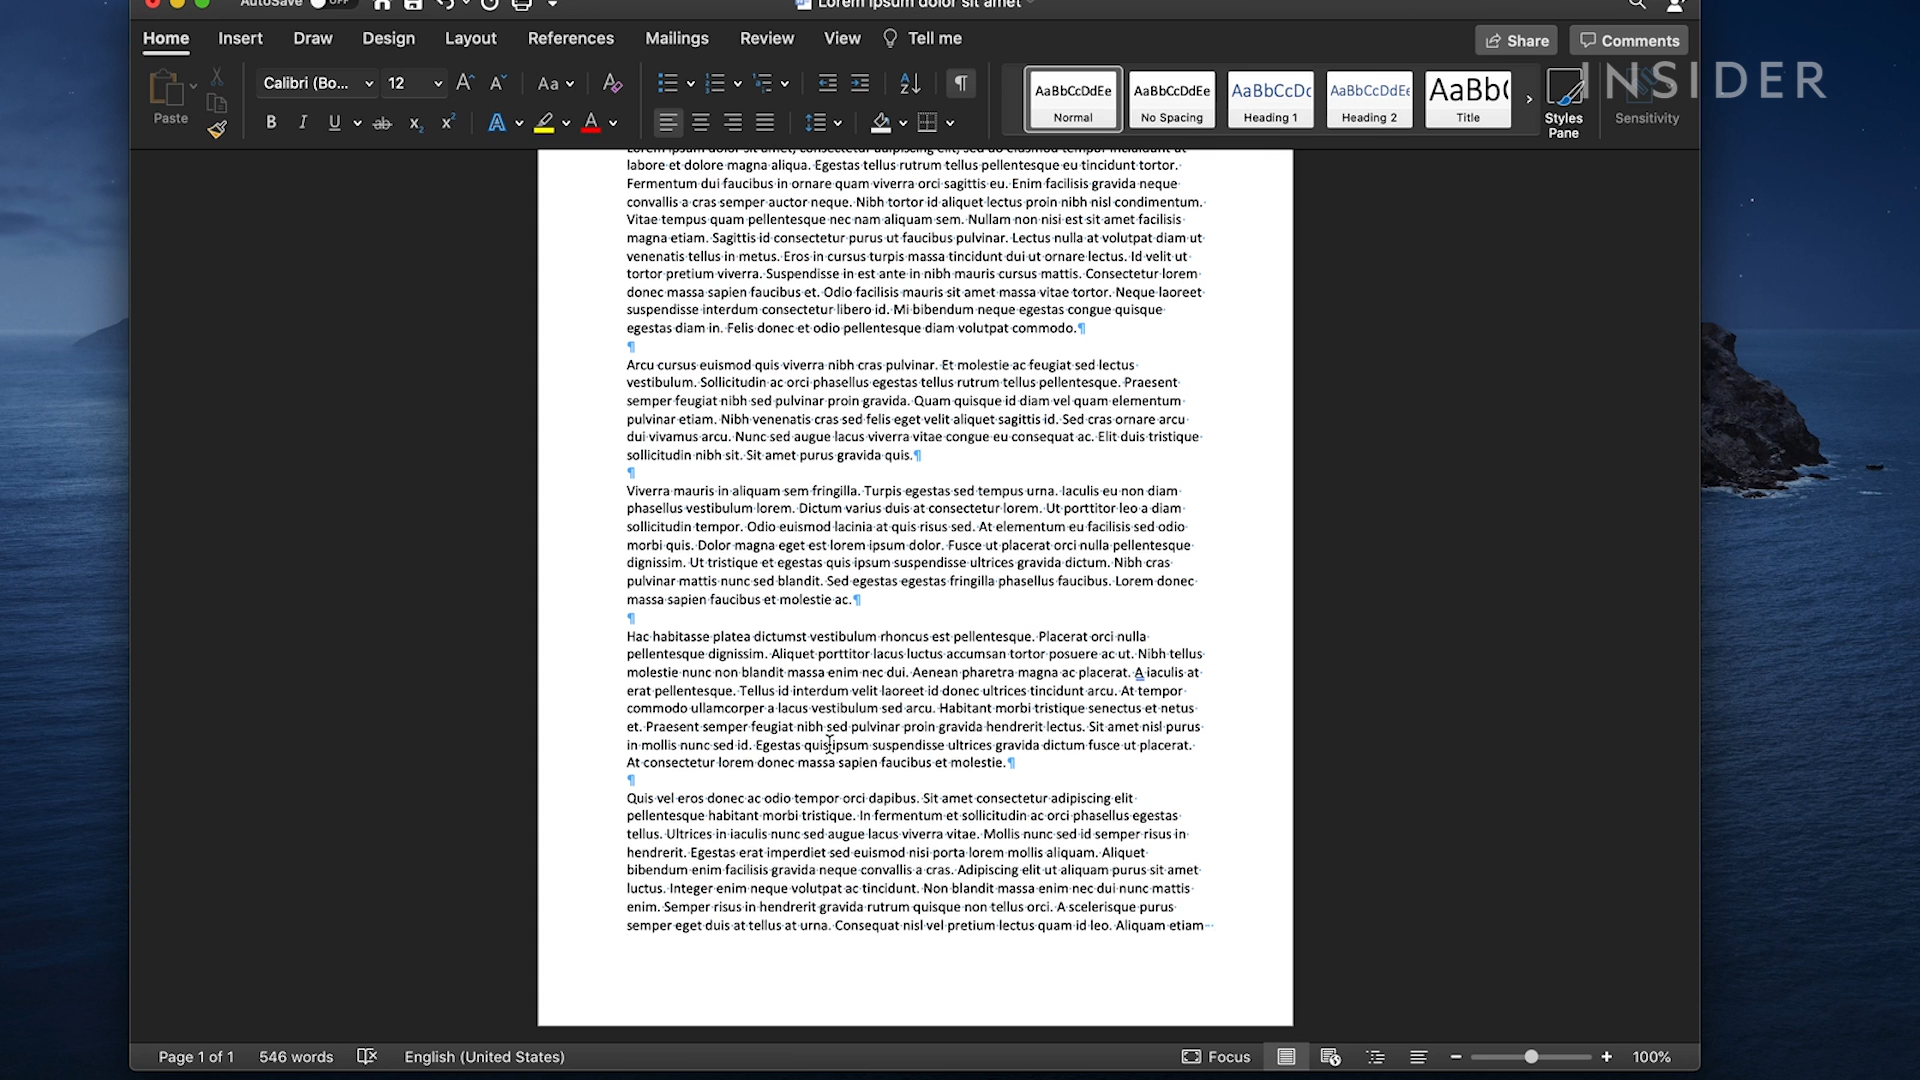 AutoSave OFF
Lorem ipsum dolor sit amet
Home Insert Draw Design Layout References Mailings Review View Tell me
Share Comments
INSIDER
Paste
Calibri (Bo... 12
Aa
B I U ab x₂ x² A A
AaBbCcDdEe
Normal
AaBbCcDdEe
No Spacing
AaBbCcDc
Heading 1
AaBbCcDdEe
Heading 2
AaBb(
Title
Styles
Pane
Sensitivity
Lorem ipsum dolor sit amet, consectetur adipiscing elit, sed do eiusmod tempor incididunt ut
labore et dolore magna aliqua. Egestas tellus rutrum tellus pellentesque eu tincidunt tortor.
Fermentum dui faucibus in ornare quam viverra orci sagittis eu. Enim facilisis gravida neque
convallis a cras semper auctor neque. Nibh tortor id aliquet lectus proin nibh nisl condimentum.
Vitae tempus quam pellentesque nec nam aliquam sem. Nullam non nisi est sit amet facilisis
magna etiam. Sagittis id consectetur purus ut faucibus pulvinar. Lectus nulla at volutpat diam ut
venenatis tellus in metus. Eros in cursus turpis massa tincidunt dui ut ornare lectus. Id velit ut
tortor pretium viverra. Suspendisse in est ante in nibh mauris cursus mattis. Consectetur lorem
donec massa sapien faucibus et. Odio facilisis mauris sit amet massa vitae tortor. Neque laoreet
suspendisse interdum consectetur libero id. Mi bibendum neque egestas congue quisque
egestas diam in. Felis donec et odio pellentesque diam volutpat commodo.¶
¶
Arcu cursus euismod quis viverra nibh cras pulvinar. Et molestie ac feugiat sed lectus
vestibulum. Sollicitudin ac orci phasellus egestas tellus rutrum tellus pellentesque. Praesent
semper feugiat nibh sed pulvinar proin gravida. Quam quisque id diam vel quam elementum
pulvinar etiam. Nibh venenatis cras sed felis eget velit aliquet sagittis id. Sed cras ornare arcu
dui vivamus arcu. Nunc sed augue lacus viverra vitae congue eu consequat ac. Elit duis tristique
sollicitudin nibh sit. Sit amet purus gravida quis.¶
¶
Viverra mauris in aliquam sem fringilla. Turpis egestas sed tempus urna. Iaculis eu non diam
phasellus vestibulum lorem. Dictum varius duis at consectetur lorem. Ut porttitor leo a diam
sollicitudin tempor. Odio euismod lacinia at quis risus sed. At elementum eu facilisis sed odio
morbi quis. Dolor magna eget est lorem ipsum dolor. Fusce ut placerat orci nulla pellentesque
dignissim. Ut tristique et egestas quis ipsum suspendisse ultrices gravida dictum. Nibh cras
pulvinar mattis nunc sed blandit. Sed egestas egestas fringilla phasellus faucibus. Lorem donec
massa sapien faucibus et molestie ac.¶
¶
Hac habitasse platea dictumst vestibulum rhoncus est pellentesque. Placerat orci nulla
pellentesque dignissim. Aliquet porttitor lacus luctus accumsan tortor posuere ac ut. Nibh tellus
molestie nunc non blandit massa enim nec dui. Aenean pharetra magna ac placerat. A iaculis at
erat pellentesque. Tellus id interdum velit laoreet id donec ultrices tincidunt arcu. At tempor
commodo ullamcorper a lacus vestibulum sed arcu. Habitant morbi tristique senectus et netus
et. Praesent semper feugiat nibh sed pulvinar proin gravida hendrerit lectus. Sit amet nisl purus
in mollis nunc sed id. Egestas quis ipsum suspendisse ultrices gravida dictum fusce ut placerat.
At consectetur lorem donec massa sapien faucibus et molestie.¶
¶
Quis vel eros donec ac odio tempor orci dapibus. Sit amet consectetur adipiscing elit
pellentesque habitant morbi tristique. In fermentum et sollicitudin ac orci phasellus egestas
tellus. Ultrices in iaculis nunc sed augue lacus viverra vitae. Mollis nunc sed id semper risus in
hendrerit. Egestas erat imperdiet sed euismod nisi porta lorem mollis aliquam. Aliquet
bibendum enim facilisis gravida neque convallis a cras. Adipiscing elit ut aliquam purus sit amet
luctus. Integer enim neque volutpat ac tincidunt. Non blandit massa enim nec dui nunc mattis
enim. Semper risus in hendrerit gravida rutrum quisque non tellus orci. A scelerisque purus
semper eget duis at tellus at urna. Consequat nisl vel pretium lectus quam id leo. Aliquam etiam
Page 1 of 1 546 words English (United States) Focus 100%